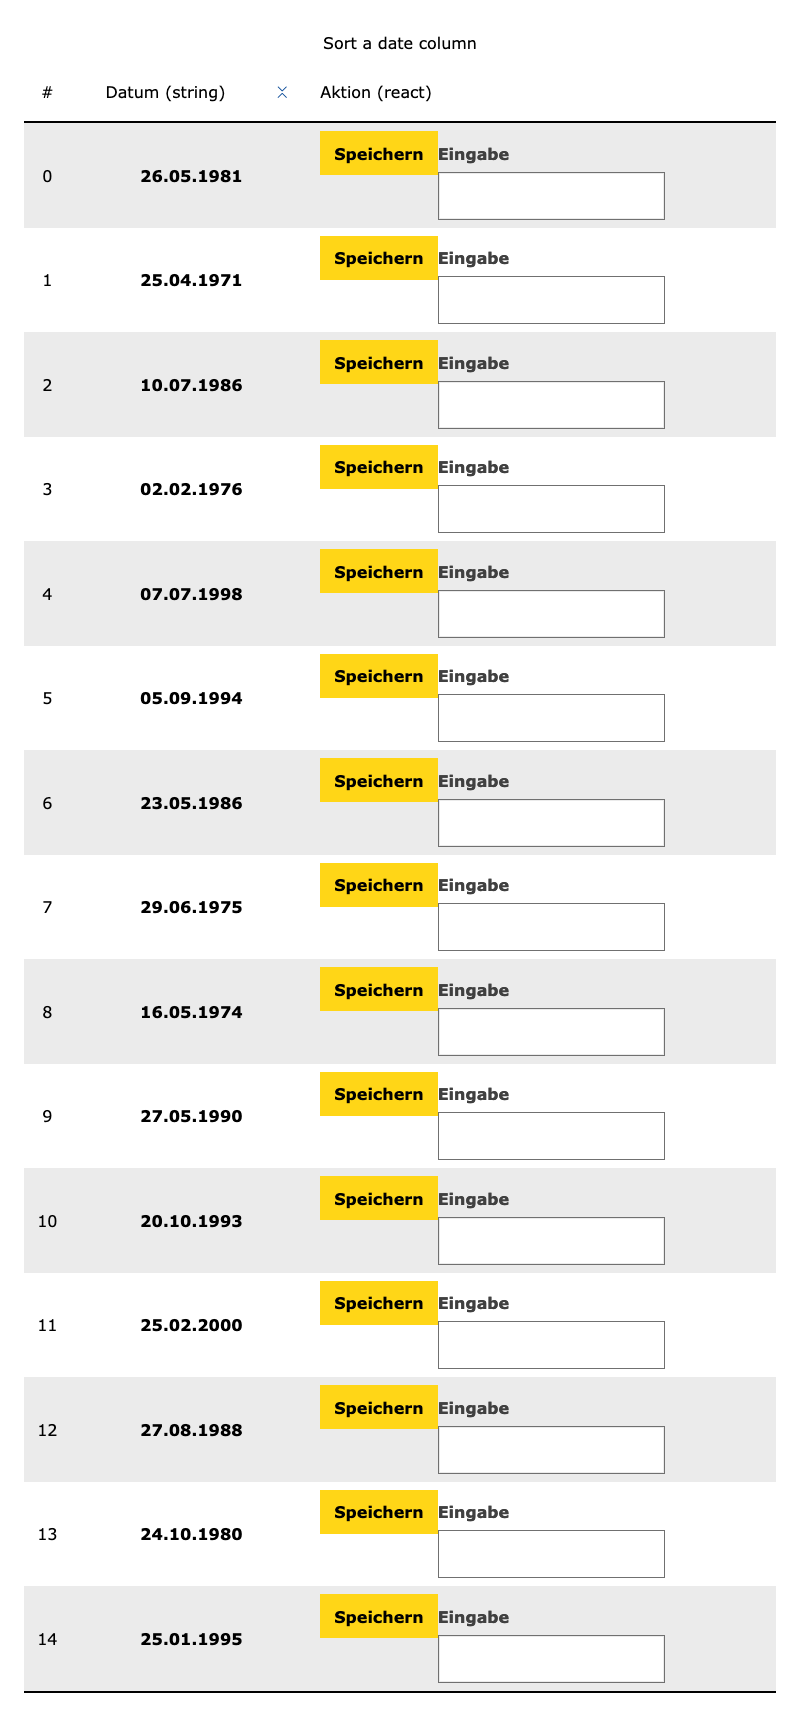 Sort a date column
# Datum (string) Aktion (react)
0 26.05.1981 Speichern Eingabe
1 25.04.1971 Speichern Eingabe
2 10.07.1986 Speichern Eingabe
3 02.02.1976 Speichern Eingabe
4 07.07.1998 Speichern Eingabe
5 05.09.1994 Speichern Eingabe
6 23.05.1986 Speichern Eingabe
7 29.06.1975 Speichern Eingabe
8 16.05.1974 Speichern Eingabe
9 27.05.1990 Speichern Eingabe
10 20.10.1993 Speichern Eingabe
11 25.02.2000 Speichern Eingabe
12 27.08.1988 Speichern Eingabe
13 24.10.1980 Speichern Eingabe
14 25.01.1995 Speichern Eingabe